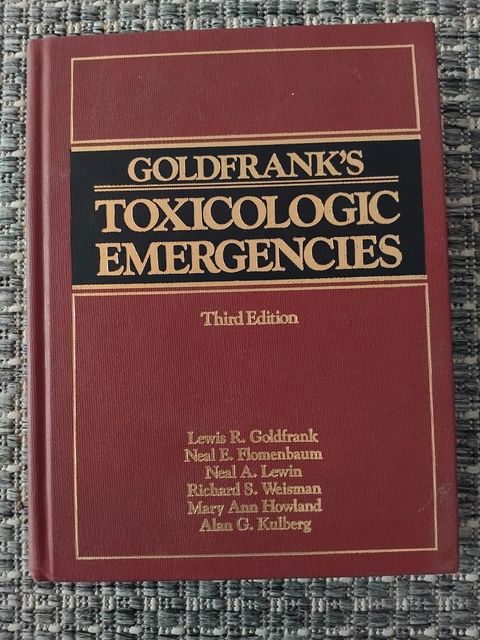 GOLDFRANK'S
TOXICOLOGIC
EMERGENCIES
Third Edition
Lewis R. Goldfrank
Neal E. Flomenbaum
Neal A. Lewin
Richard S. Weisman
Mary Ann Howland
Alan G. Kulberg